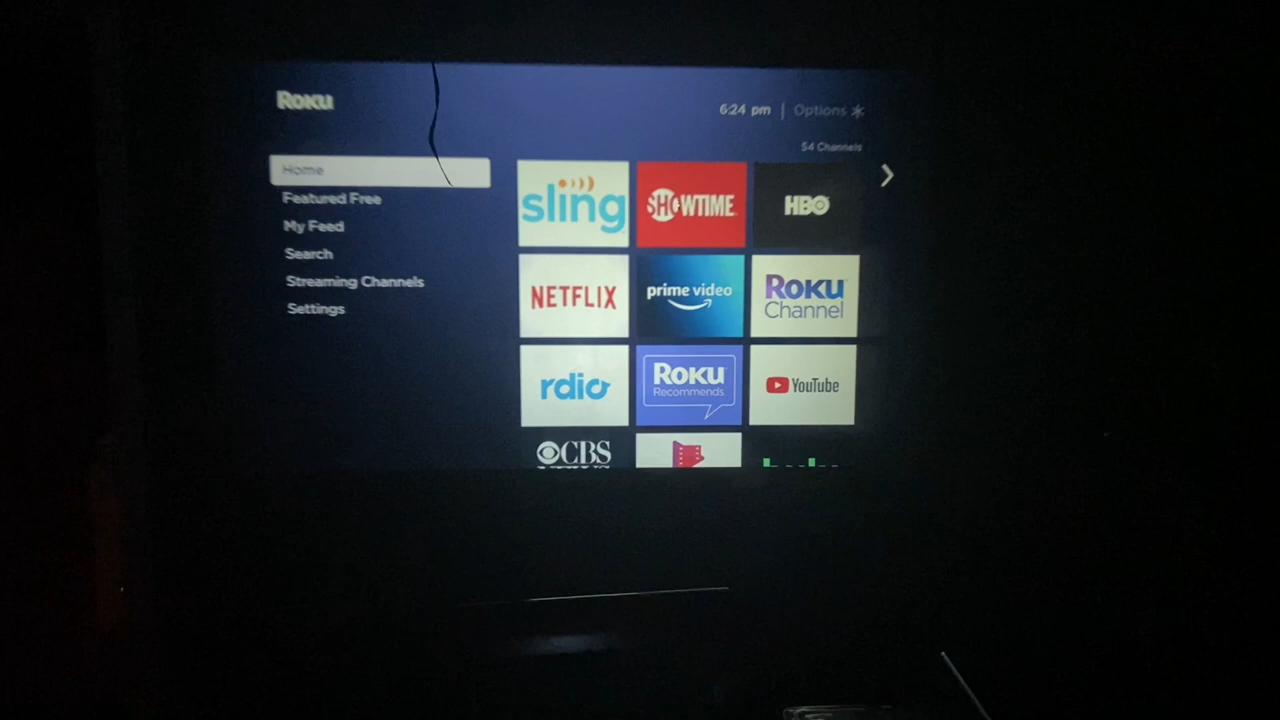 Roku
6:24 pm | Options *
54 Channels
Home
Featured Free
My Feed
Search
Streaming Channels
Settings
sling
SHOWTIME
HBO
NETFLIX
prime video
Roku
Channel
rdio
Roku
Recommends
YouTube
CBS